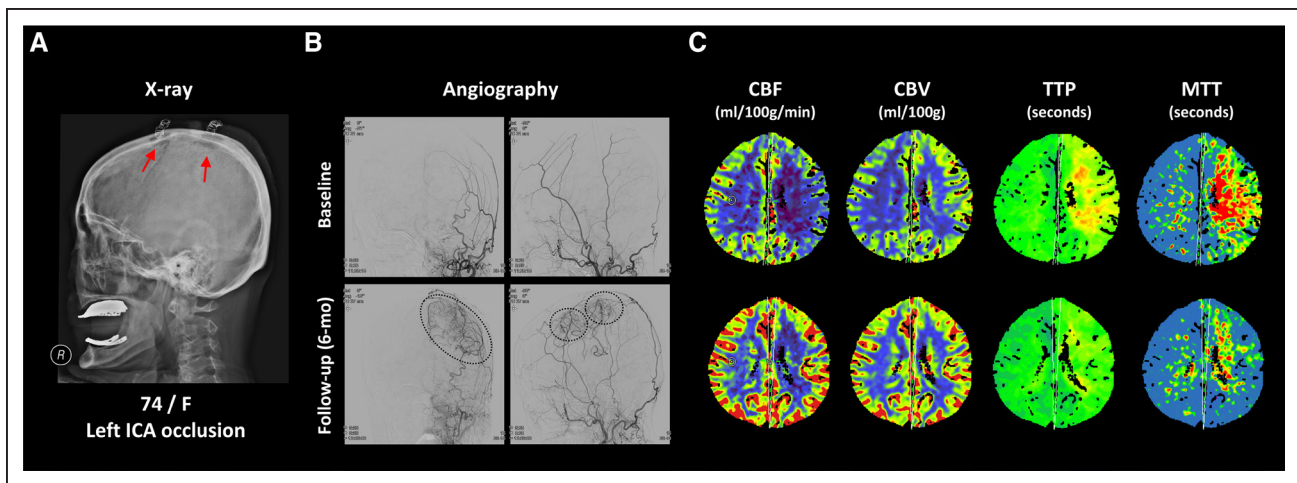 A
X-ray
R
74 / F
Left ICA occlusion
B
Angiography
Baseline
Follow-up (6-mo)
C
CBF
(ml/100g/min)
CBV
(ml/100g)
TTP
(seconds)
MTT
(seconds)